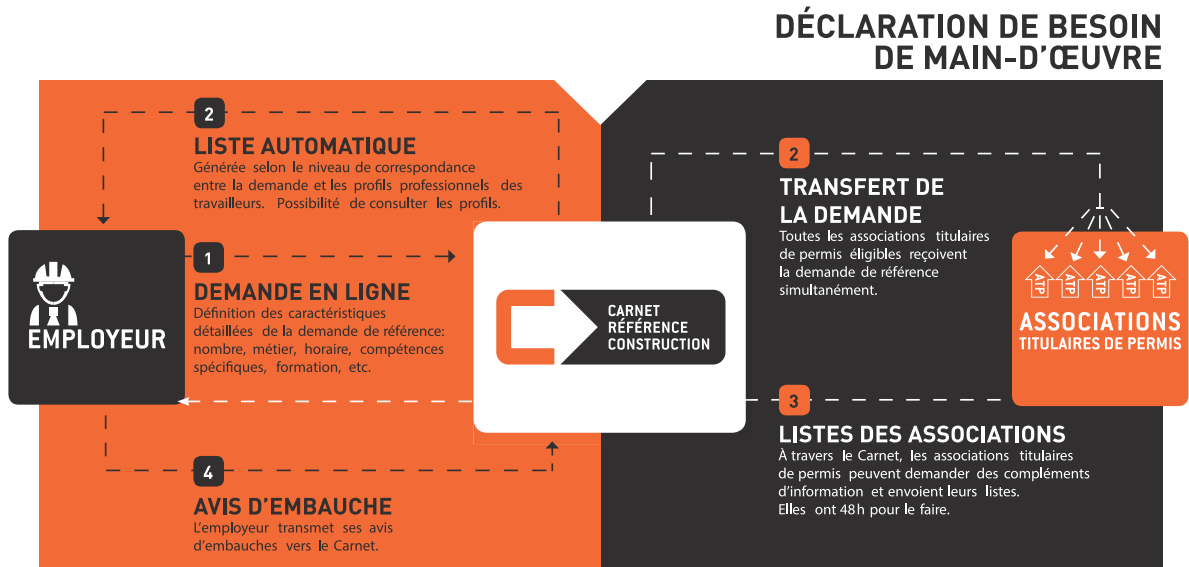 DÉCLARATION DE BESOIN
DE MAIN-D'ŒUVRE
2
LISTE AUTOMATIQUE
Générée selon le niveau de correspondance
entre la demande et les profils professionnels des
travailleurs. Possibilité de consulter les profils.
1
DEMANDE EN LIGNE
Définition des caractéristiques
détaillées de la demande de référence:
nombre, métier, horaire, compétences
spécifiques, formation, etc.
EMPLOYEUR
4
AVIS D'EMBAUCHE
L'employeur transmet ses avis
d'embauches vers le Carnet.
CARNET
RÉFÉRENCE
CONSTRUCTION
2
TRANSFERT DE
LA DEMANDE
Toutes les associations titulaires
de permis éligibles reçoivent
la demande de référence
simultanément.
ATP
ATP
ATP
ATP
ATP
ASSOCIATIONS
TITULAIRES DE PERMIS
3
LISTES DES ASSOCIATIONS
À travers le Carnet, les associations titulaires
de permis peuvent demander des compléments
d'information et envoient leurs listes.
Elles ont 48h pour le faire.